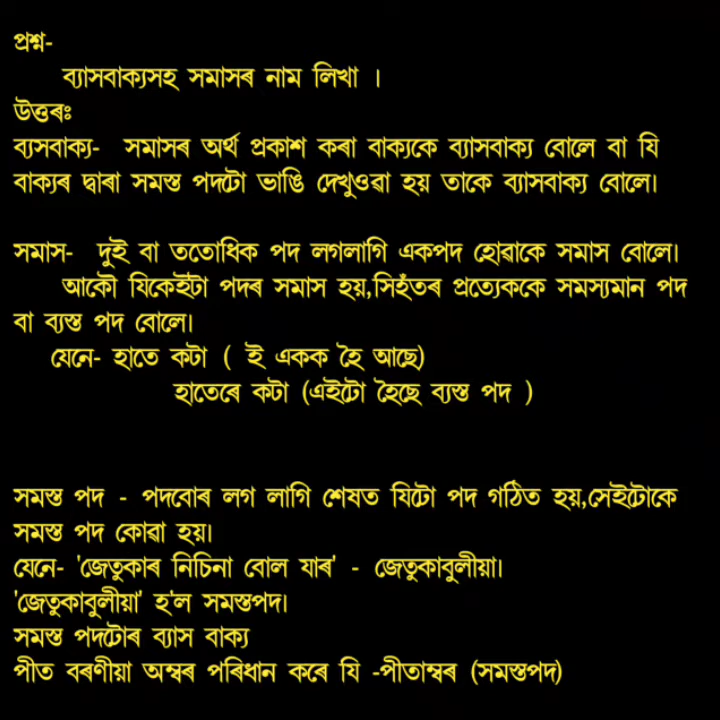 প্ৰশ্ন-
ব্যাসবাক্যসহ সমাসৰ নাম লিখা ।
উত্তৰঃ
ব্যসবাক্য- সমাসৰ অৰ্থ প্ৰকাশ কৰা বাক্যকে ব্যাসবাক্য বোলে বা যি
বাক্যৰ দ্বাৰা সমস্ত পদটো ভাঙি দেখুওৱা হয় তাকে ব্যাসবাক্য বোলে।
সমাস- দুই বা ততোধিক পদ লগলাগি একপদ হোৱাকে সমাস বোলে।
আকৌ যিকেইটা পদৰ সমাস হয়,সিহঁতৰ প্ৰত্যেককে সমস্যমান পদ
বা ব্যস্ত পদ বোলে।
যেনে- হাতে কটা ( ই একক হৈ আছে)
হাতেৰে কটা (এইটো হৈছে ব্যস্ত পদ )
সমস্ত পদ - পদবোৰ লগ লাগি শেষত যিটো পদ গঠিত হয়,সেইটোকে
সমস্ত পদ কোৱা হয়।
যেনে- 'জেতুকাৰ নিচিনা বোল যাৰ' - জেতুকাবুলীয়া।
'জেতুকাবুলীয়া' হ'ল সমস্তপদ।
সমস্ত পদটোৰ ব্যাস বাক্য
পীত বৰণীয়া অম্বৰ পৰিধান কৰে যি -পীতাম্বৰ (সমস্তপদ)